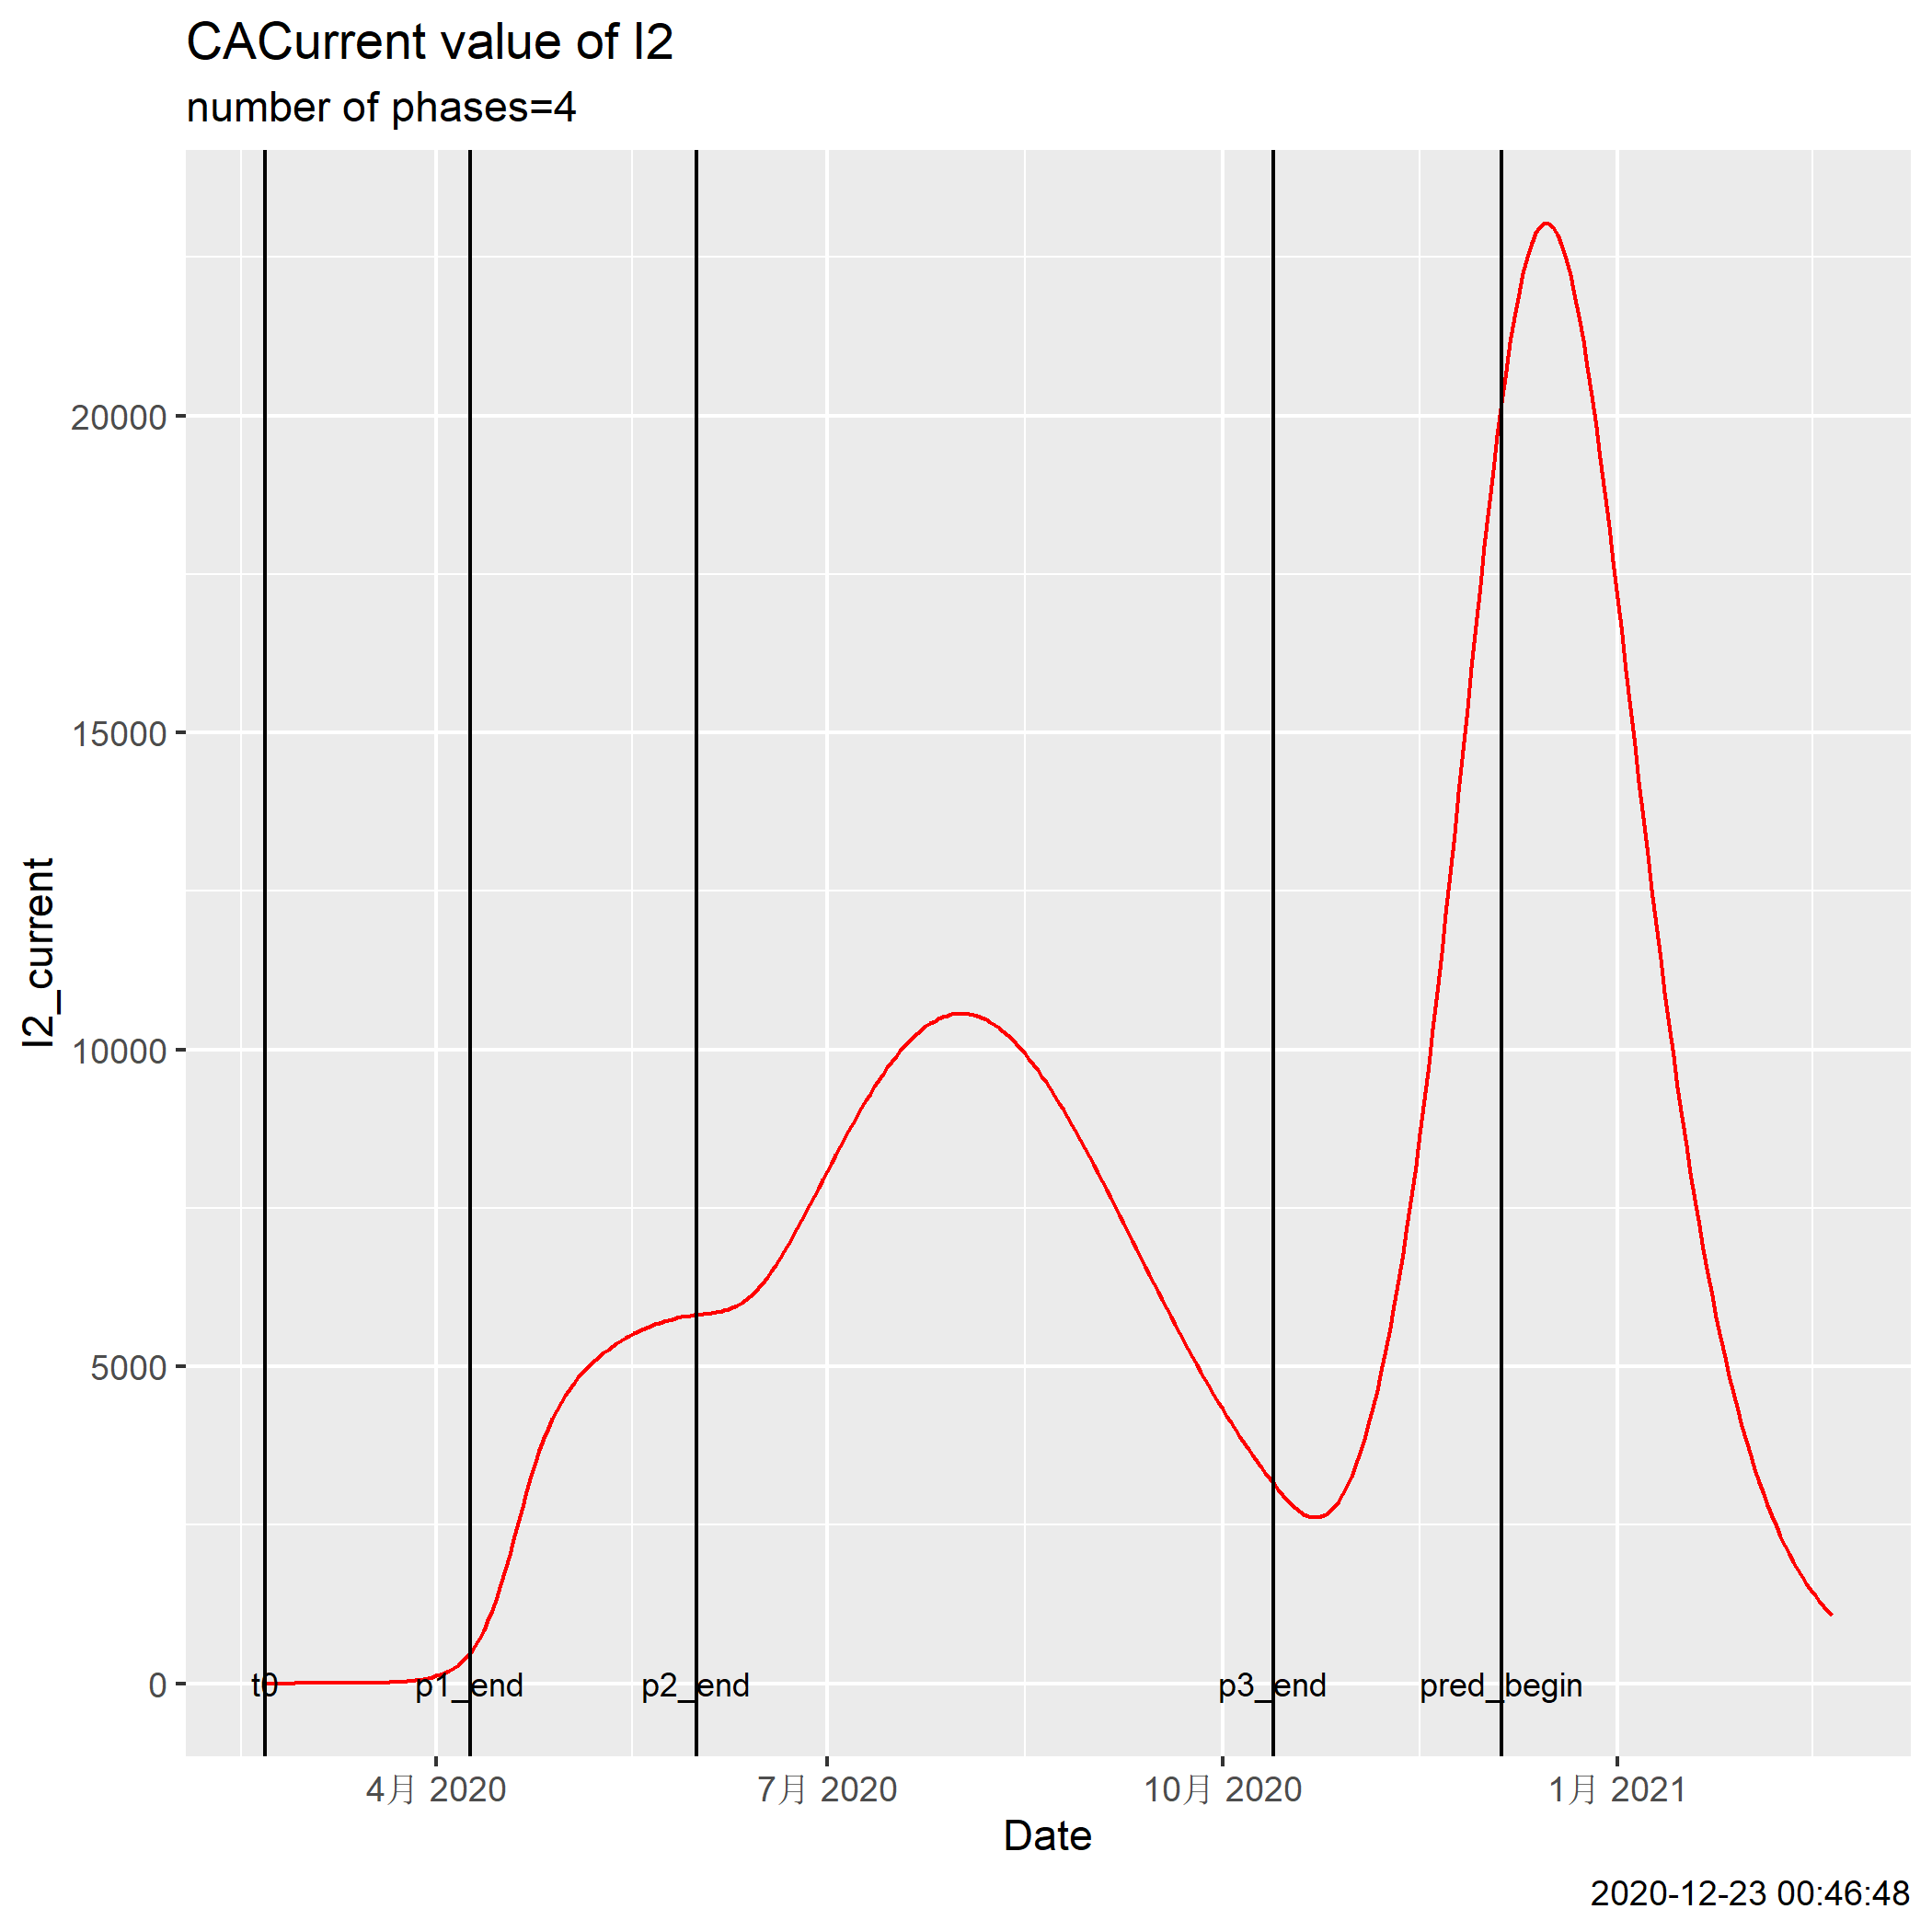 CACurrent value of I2
number of phases=4
I2_current
20000
15000
10000
5000
0
t0
p1_end
p2_end
p3_end
pred_begin
4月 2020
7月 2020
10月 2020
1月 2021
Date
2020-12-23 00:46:48